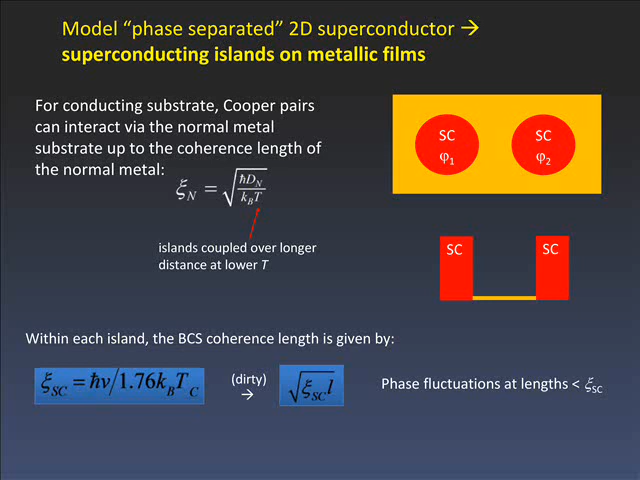 Model “phase separated” 2D superconductor →
superconducting islands on metallic films
For conducting substrate, Cooper pairs
can interact via the normal metal
substrate up to the coherence length of
the normal metal:
ξ_N = √(ħD_N / k_BT)
islands coupled over longer
distance at lower T
SC
φ₁
SC
φ₂
SC
SC
Within each island, the BCS coherence length is given by:
ξ_SC = ħv/1.76k_BT_C
(dirty)
→
√(ξ_SC l)
Phase fluctuations at lengths < ξ_SC